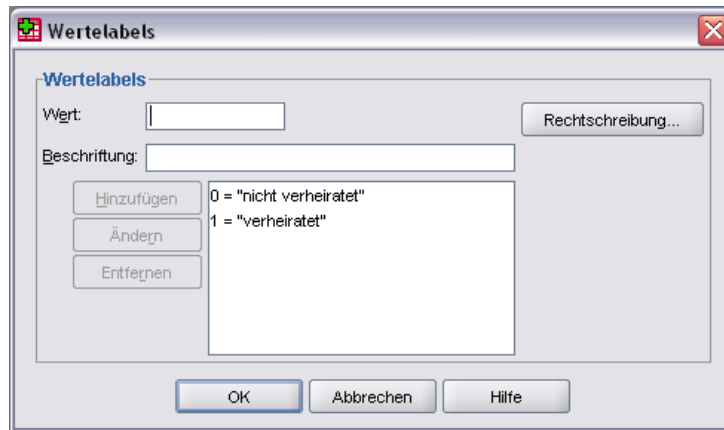 Wertelabels
Wertelabels
Wert:
Rechtschreibung...
Beschriftung:
Hinzufügen
Ändern
Entfernen
0 = "nicht verheiratet"
1 = "verheiratet"
OK
Abbrechen
Hilfe